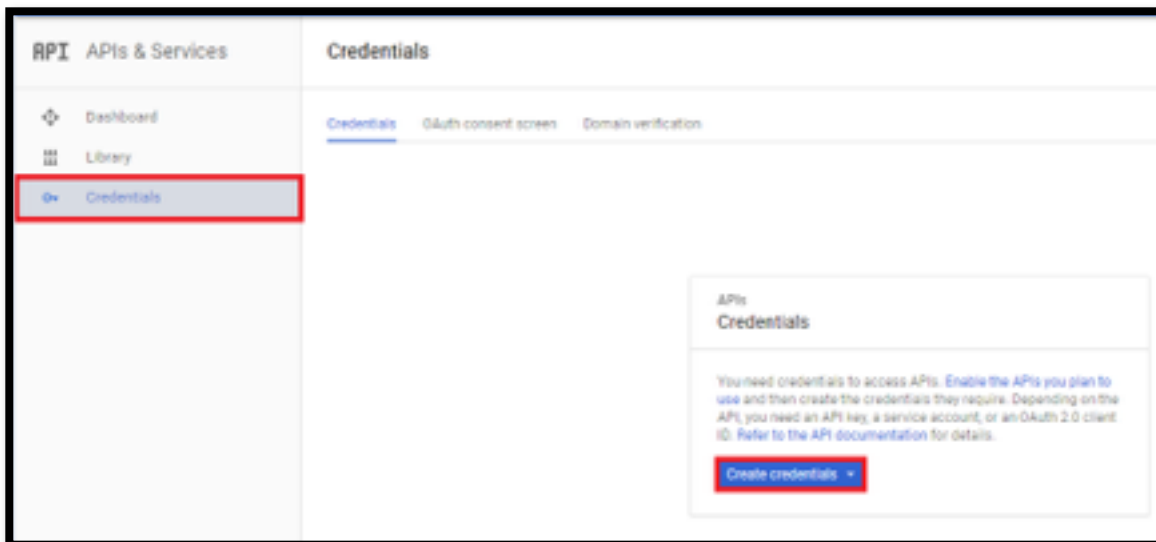 API APIs & Services
Credentials
Dashboard
Library
Credentials
Credentials OAuth consent screen Domain verification
APIs
Credentials
You need credentials to access APIs. Enable the APIs you plan to
use and then create the credentials they require. Depending on the
API, you need an API key, a service account, or an OAuth 2.0 client
ID. Refer to the API documentation for details.
Create credentials